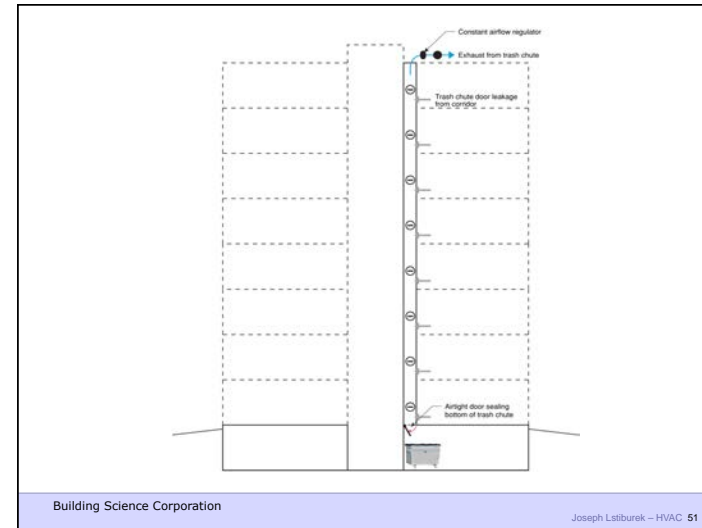 Constant airflow regulator
Exhaust from trash chute
Trash chute door leakage
from corridor
Airtight door sealing
bottom of trash chute
Building Science Corporation
Joseph Lstiburek – HVAC 51